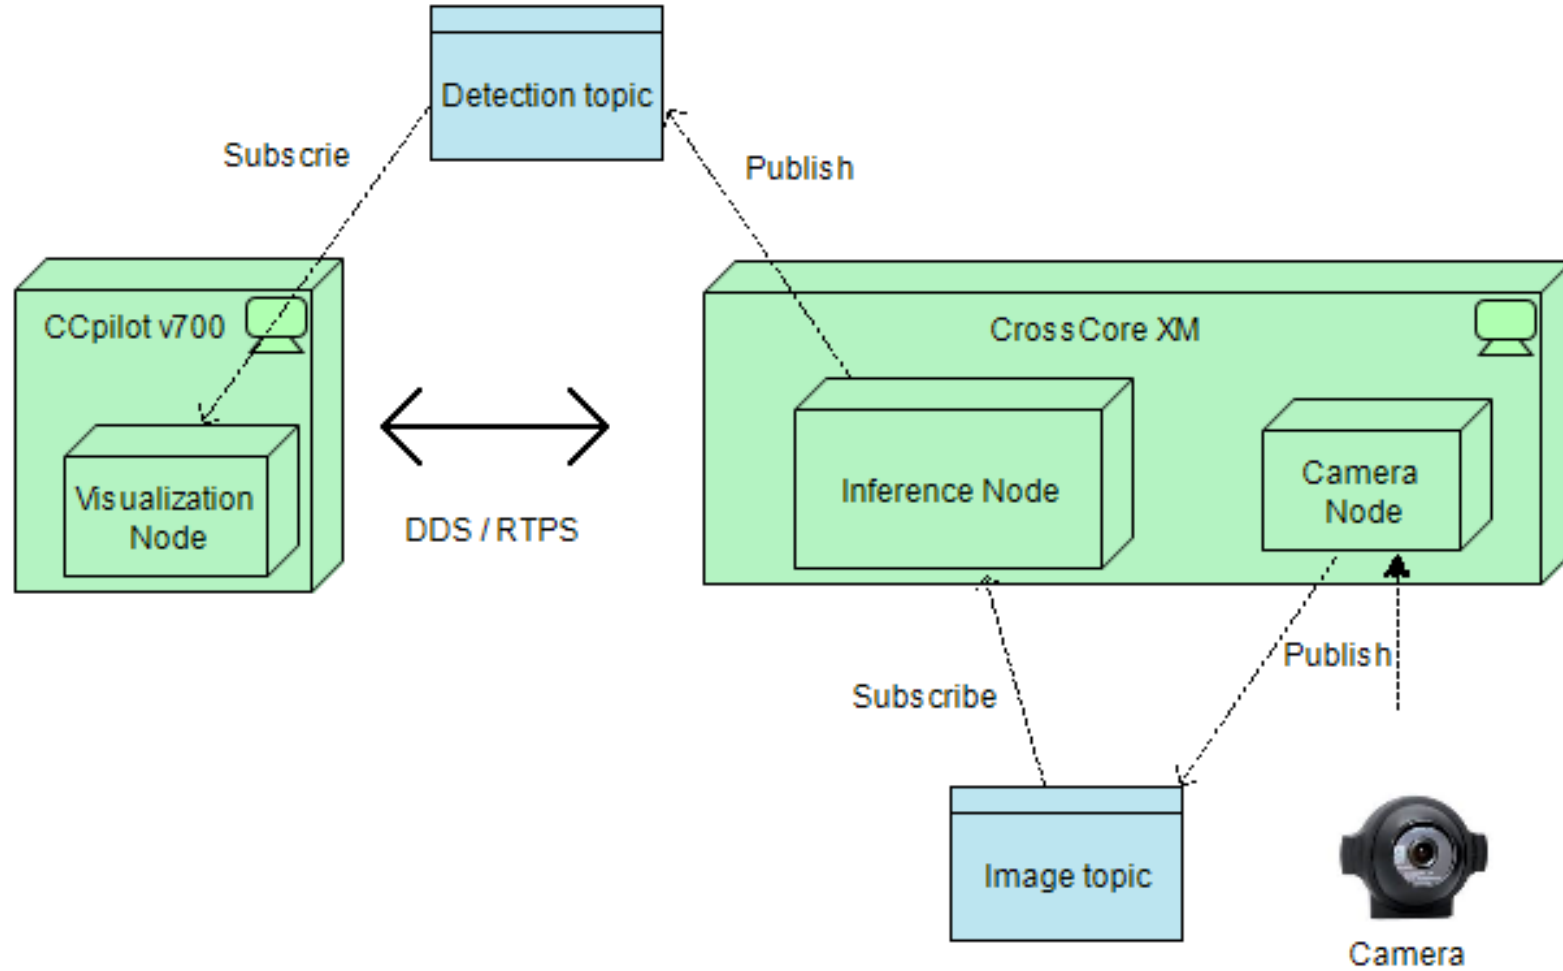 Detection topic
Subscrie
Publish
CCpilot v700
CrossCore XM
Visualization
Node
DDS / RTPS
Inference Node
Camera
Node
Publish
Subscribe
Image topic
Camera